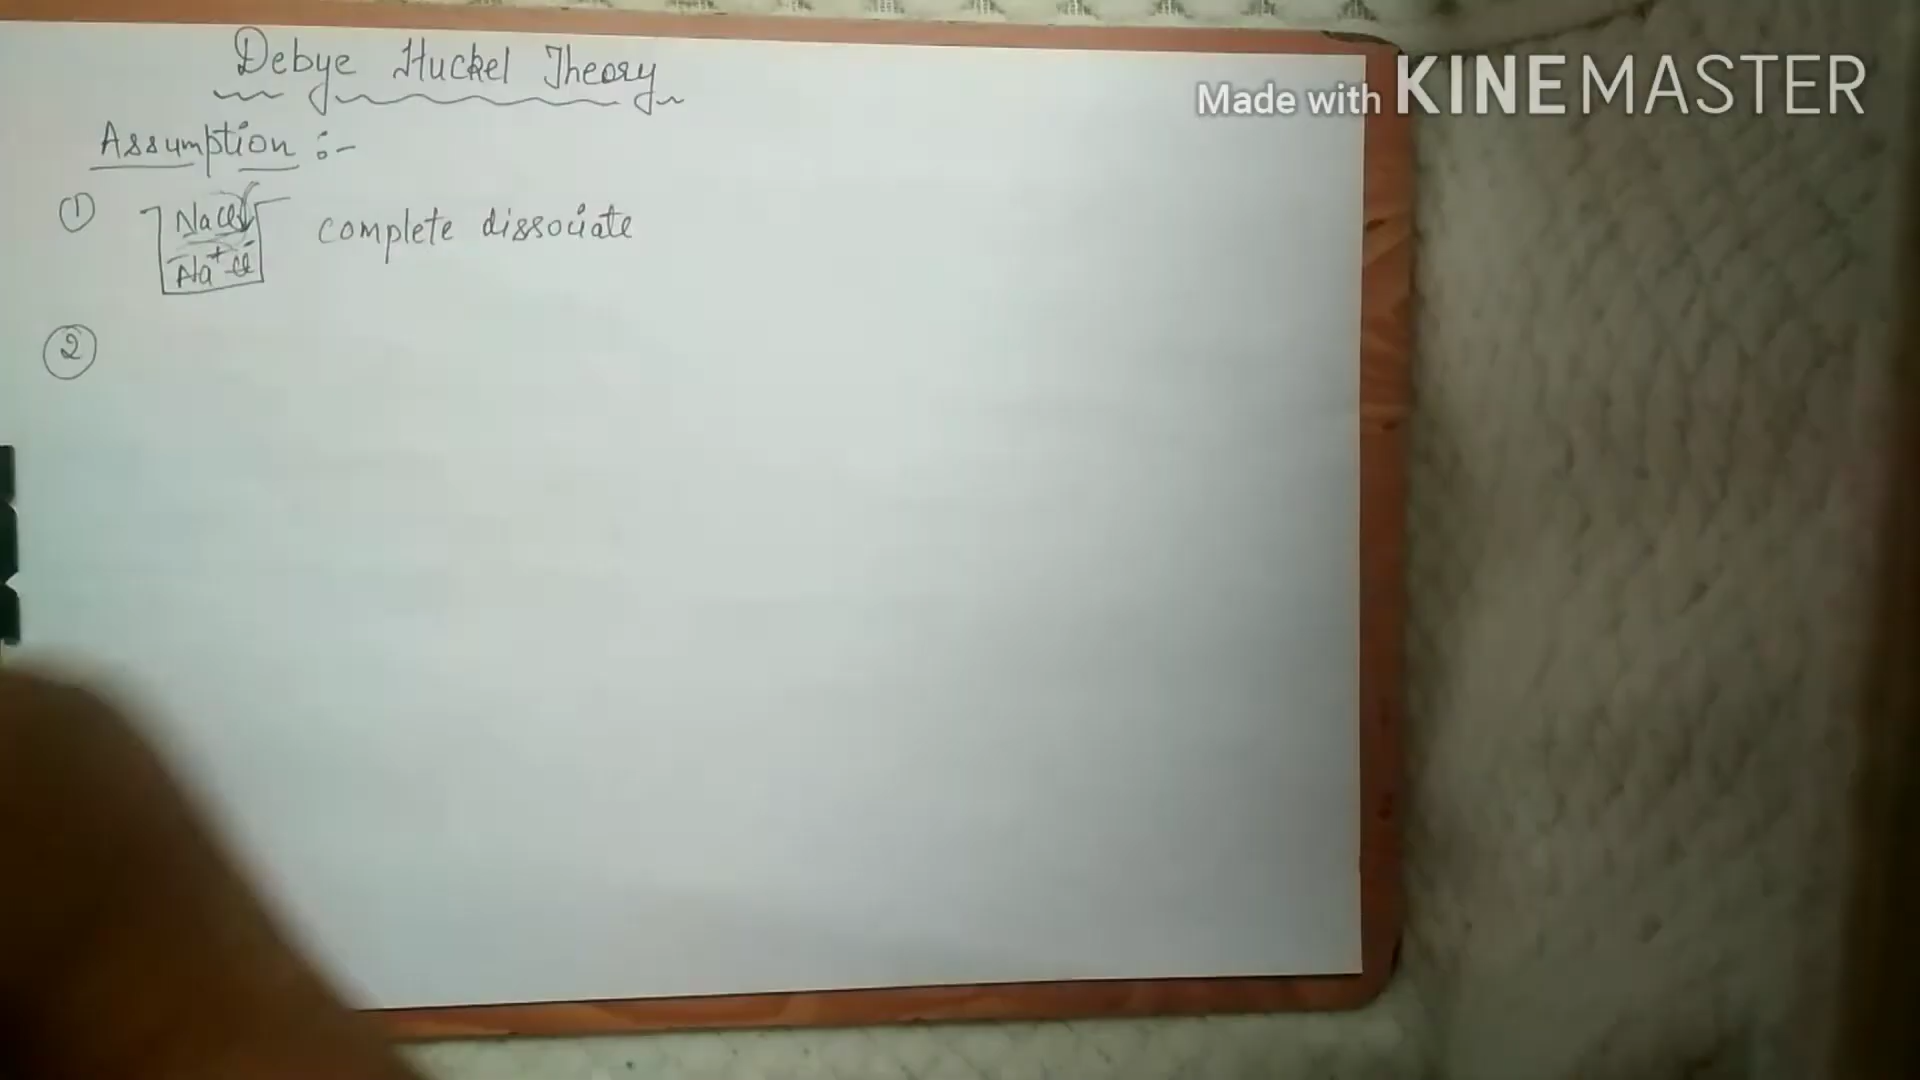 Debye Huckel Theory
Made with KINEMASTER
Assumption :-
① NaCl complete dissociate
Na⁺ Cl⁻
②